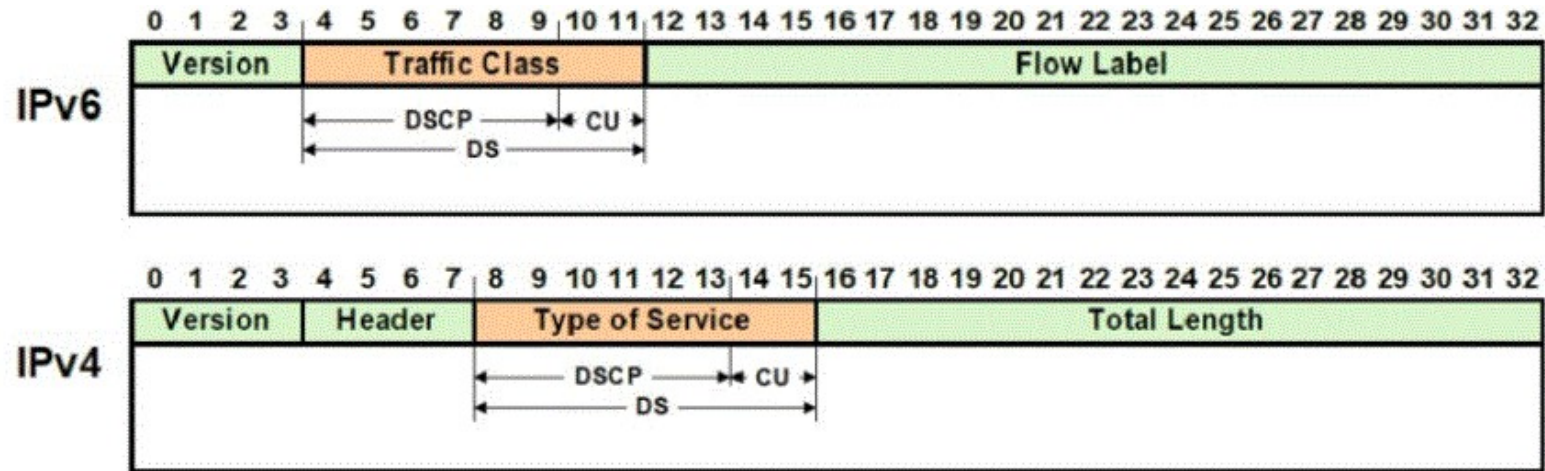 0 1 2 3 4 5 6 7 8 9 10 11 12 13 14 15 16 17 18 19 20 21 22 23 24 25 26 27 28 29 30 31 32
Version Traffic Class Flow Label
IPv6
DSCP CU
DS
0 1 2 3 4 5 6 7 8 9 10 11 12 13 14 15 16 17 18 19 20 21 22 23 24 25 26 27 28 29 30 31 32
Version Header Type of Service Total Length
IPv4
DSCP CU
DS